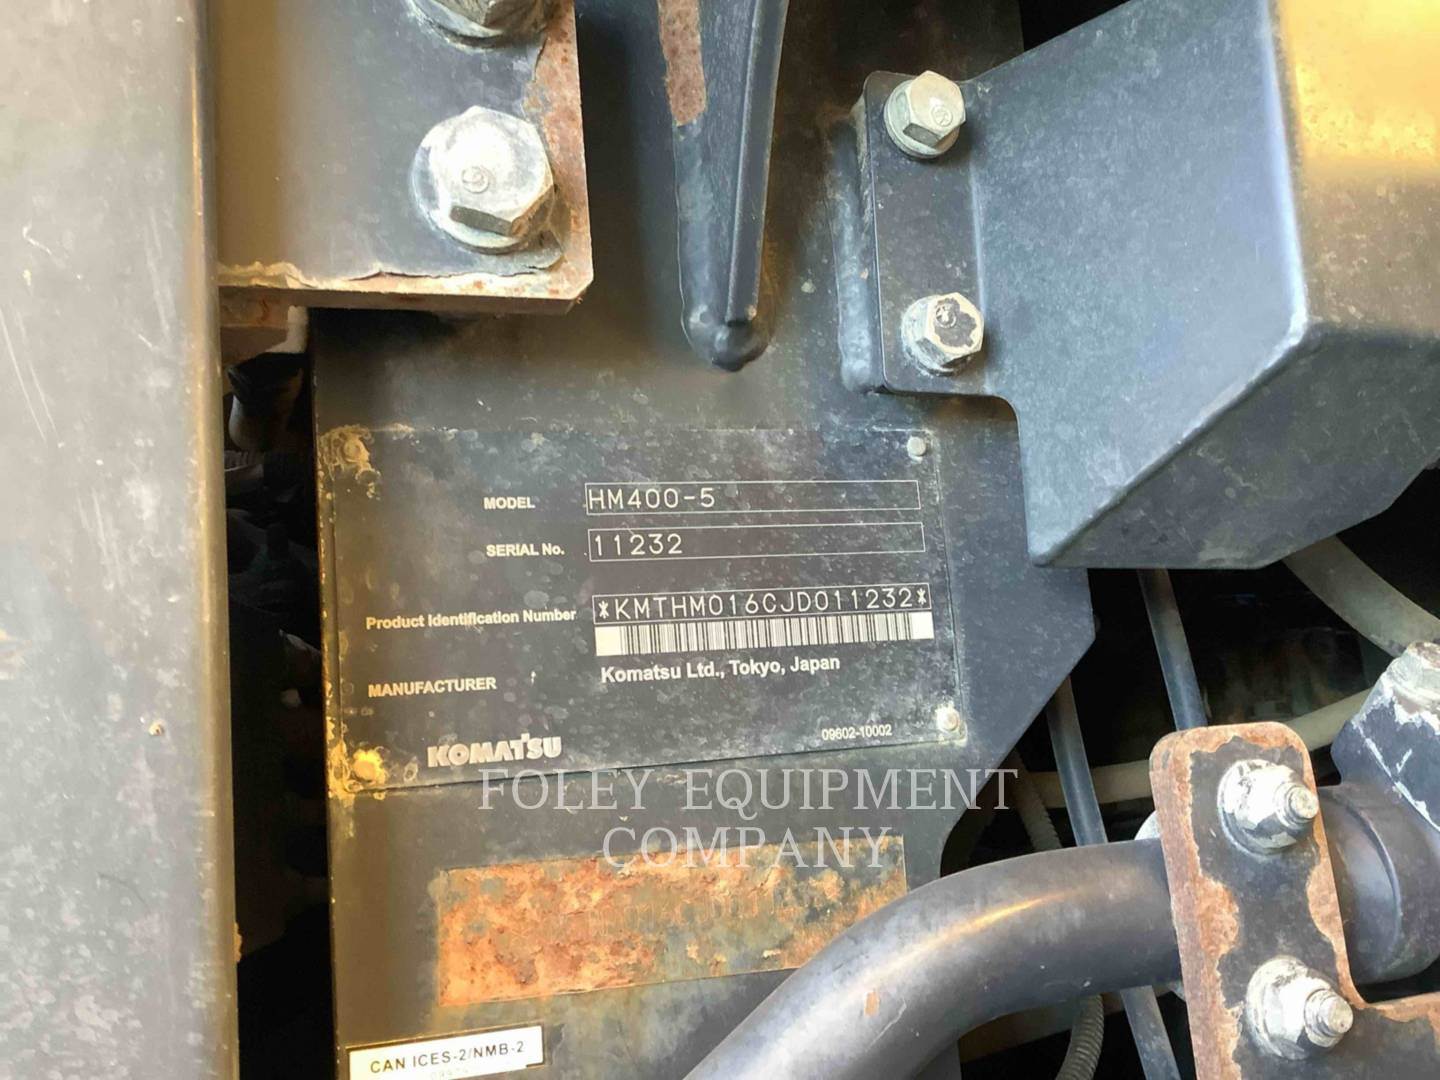 MODEL HM400-5
SERIAL No. 11232
Product Identification Number *KMTHM016CJD011232*
MANUFACTURER Komatsu Ltd., Tokyo, Japan
KOMATSU 09602-10002
FOLEY EQUIPMENT
COMPANY
CAN ICES-2/NMB-2